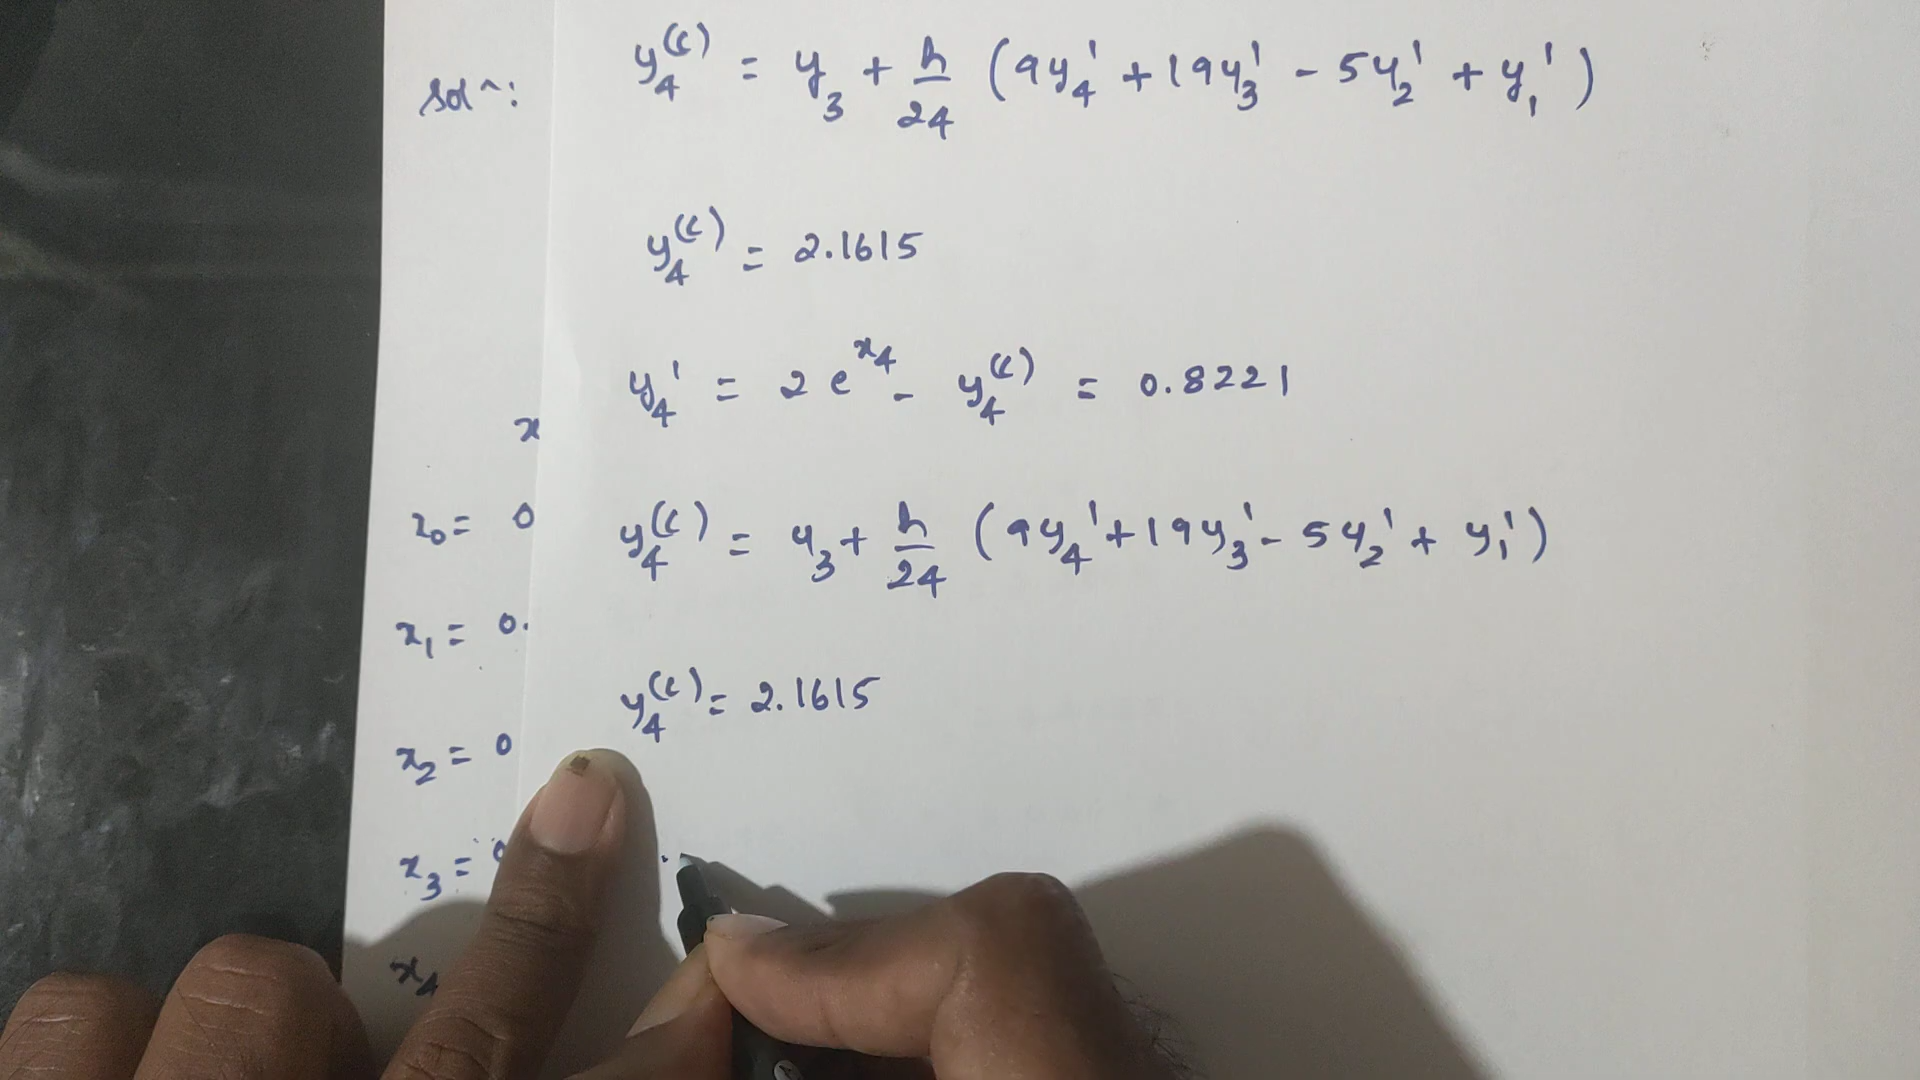 Sol^: y₄⁽ᶜ⁾ = y₃ + h/24 (9y₄' + 19y₃' - 5y₂' + y₁')
y₄⁽ᶜ⁾ = 2.1615
y₄' = 2e^x₄ - y₄⁽ᶜ⁾ = 0.8221
x
y₄⁽ᶜ⁾ = y₃ + h/24 (9y₄' + 19y₃' - 5y₂' + y₁')
x₀ = 0
x₁ = 0.
y₄⁽ᶜ⁾ = 2.1615
x₂ = 0
x₃ = 0
x₄